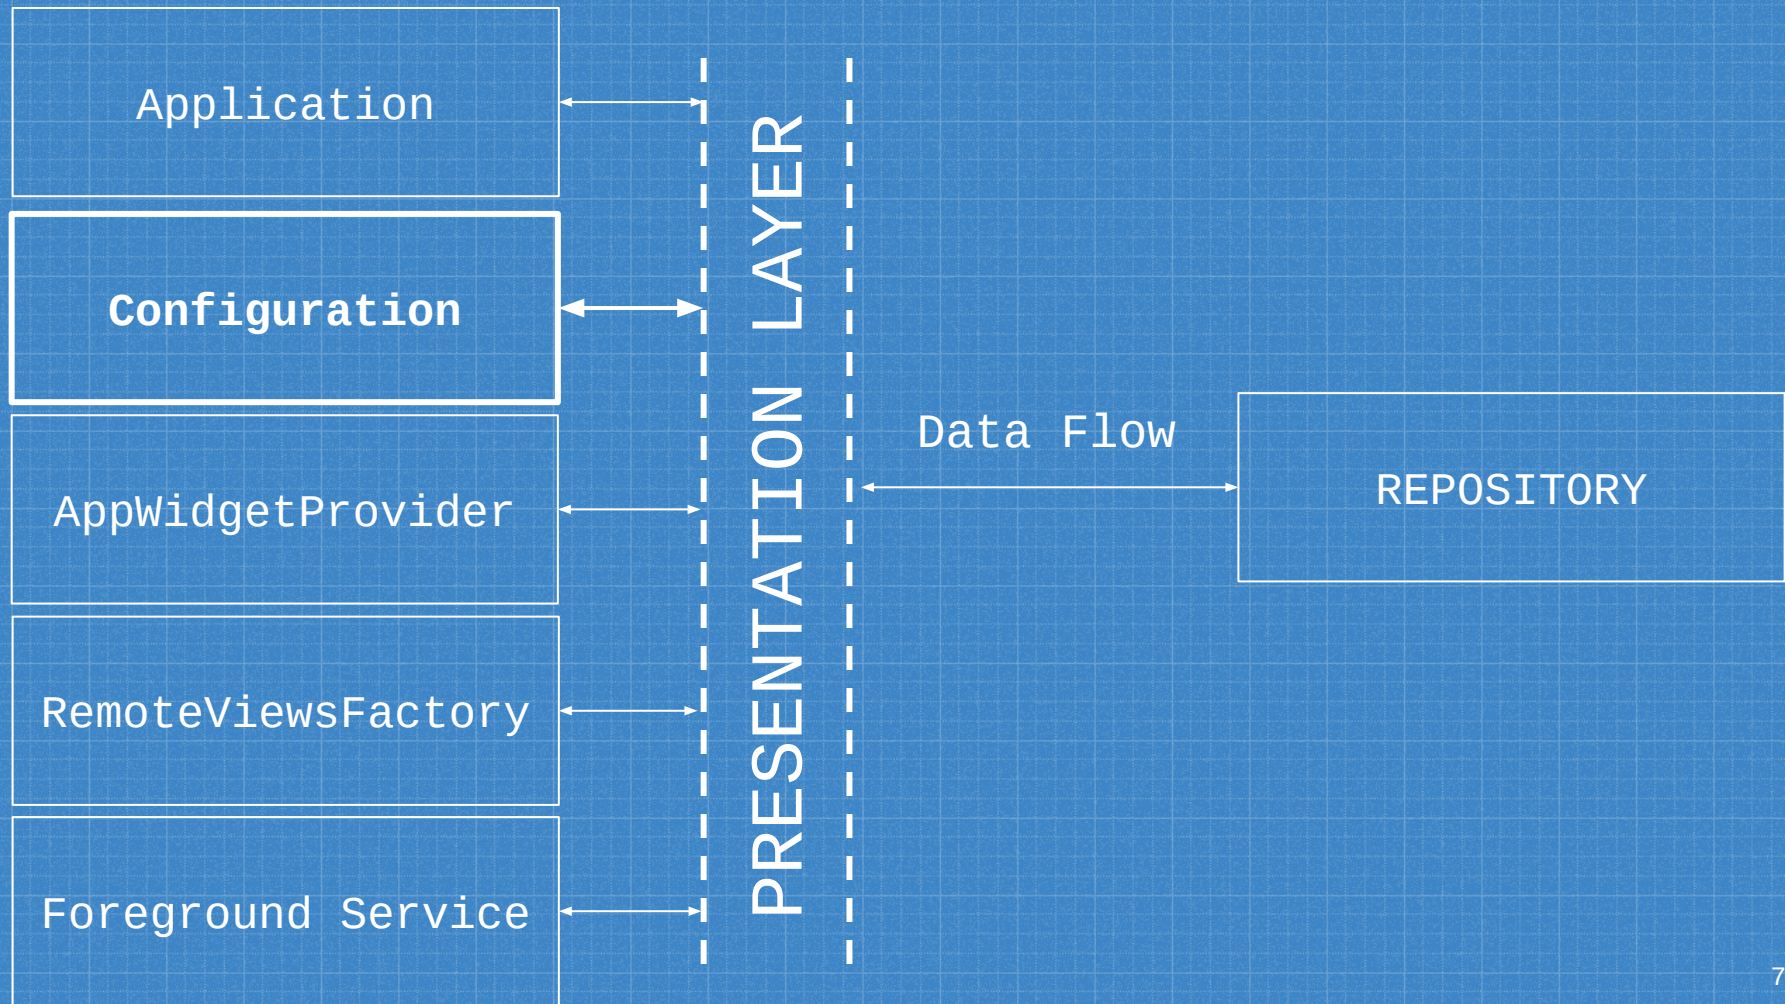 Application
Configuration
AppWidgetProvider
RemoteViewsFactory
Foreground Service
PRESENTATION LAYER
Data Flow
REPOSITORY
7